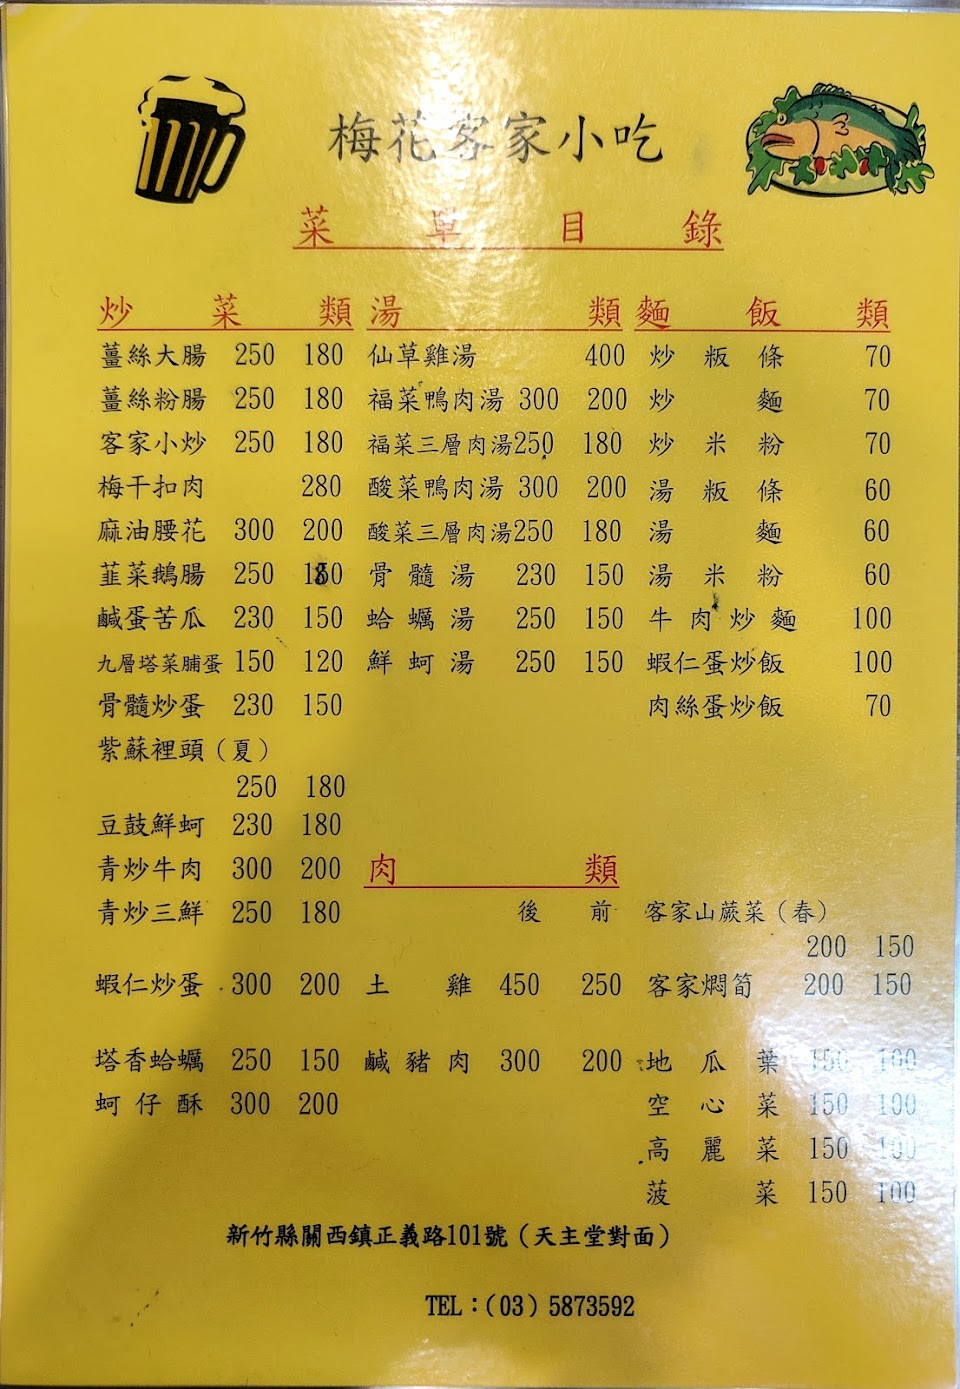 梅花客家小吃
菜單目錄
炒菜類
薑絲大腸 250 180
薑絲粉腸 250 180
客家小炒 250 180
梅干扣肉 280
麻油腰花 300 200
韮菜鵝腸 250 180
鹹蛋苦瓜 230 150
九層塔菜脯蛋 150 120
骨髓炒蛋 230 150
紫蘇裡頭（夏）
250 180
豆鼓鮮蚵 230 180
青炒牛肉 300 200
青炒三鮮 250 180
蝦仁炒蛋 300 200
塔香蛤蠣 250 150
蚵仔酥 300 200
湯類
仙草雞湯 400
福菜鴨肉湯 300 200
福菜三層肉湯250 180
酸菜鴨肉湯 300 200
酸菜三層肉湯250 180
骨髓湯 230 150
蛤蠣湯 250 150
鮮蚵湯 250 150
肉類
後 前
土雞 450 250
鹹豬肉 300 200
麵飯類
炒粄條 70
炒麵 70
炒米粉 70
湯粄條 60
湯麵 60
湯米粉 60
牛肉炒麵 100
蝦仁蛋炒飯 100
肉絲蛋炒飯 70
客家山蕨菜（春）
200 150
客家燜筍 200 150
地瓜葉 150 100
空心菜 150 100
高麗菜 150 100
菠菜 150 100
新竹縣關西鎮正義路101號（天主堂對面）
TEL：(03) 5873592